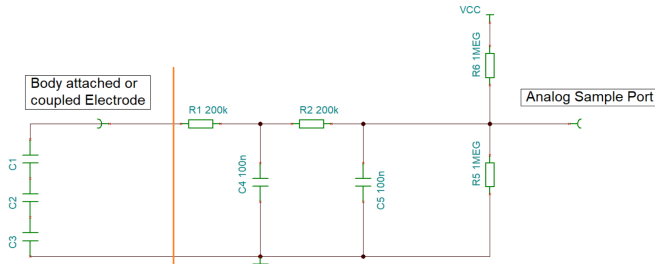 VCC
R6 1MEG
Body attached or
coupled Electrode
Analog Sample Port
R1 200k
R2 200k
C1
C4 100n
C5 100n
R5 1MEG
C2
C3